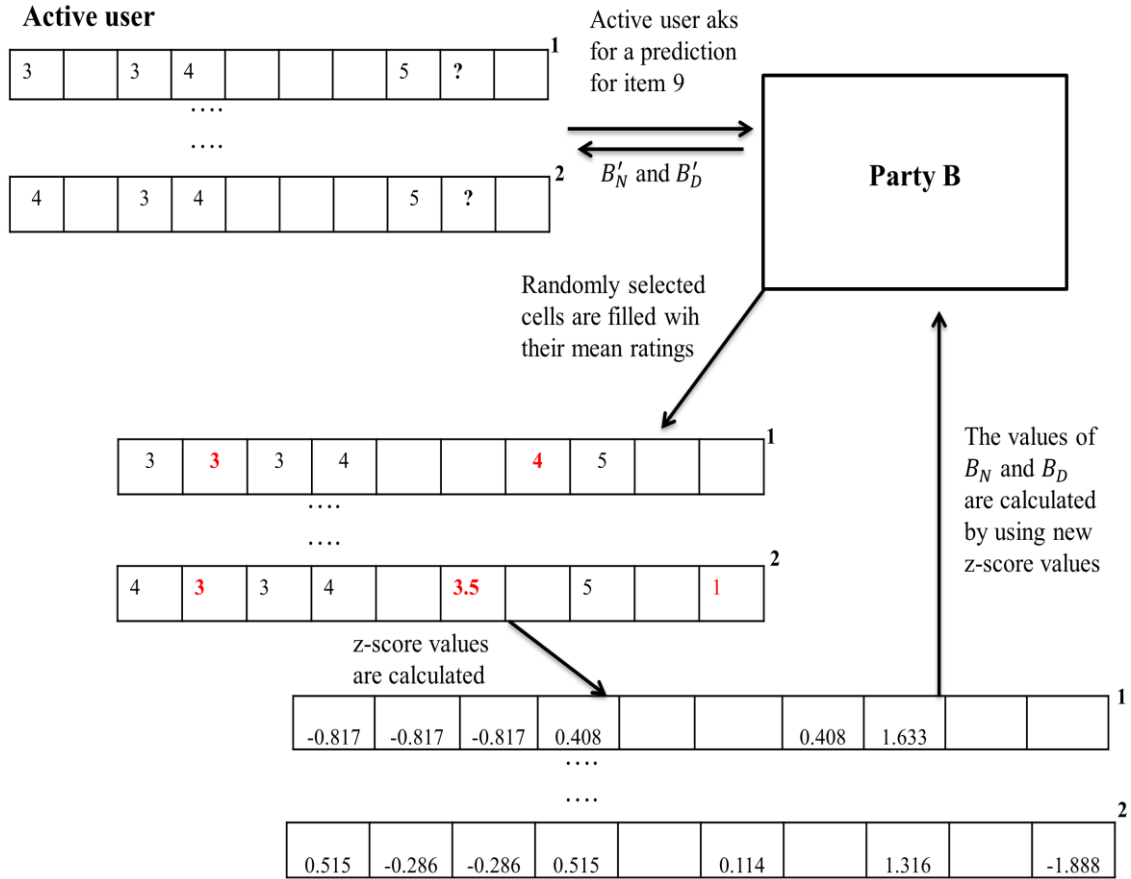 Active user
1
3 3 4 5 ?
....
....
2
4 3 4 5 ?
Active user aks
for a prediction
for item 9
B′_N and B′_D
Party B
Randomly selected
cells are filled wih
their mean ratings
1
3 3 3 4 4 5
....
....
2
4 3 3 4 3.5 5 1
z-score values
are calculated
The values of
B_N and B_D
are calculated
by using new
z-score values
1
-0.817 -0.817 -0.817 0.408 0.408 1.633
....
....
2
0.515 -0.286 -0.286 0.515 0.114 1.316 -1.888